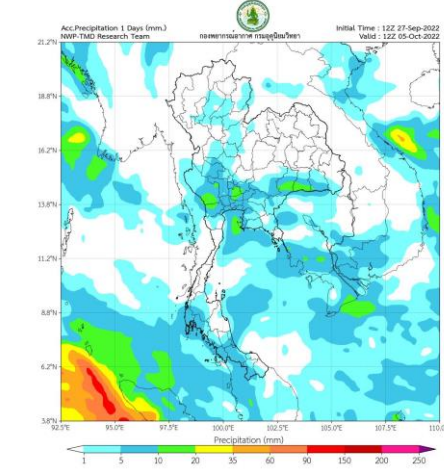 Acc.Precipitation 1 Days (mm.)
NWP-TMD Research Team
กองพยากรณ์อากาศ กรมอุตุนิยมวิทยา
Initial Time : 12Z 27-Sep-2022
Valid : 12Z 05-Oct-2022
21.2°N
18.8°N
16.2°N
13.8°N
11.2°N
8.8°N
6.2°N
3.8°N
92.5°E 95.0°E 97.5°E 100.0°E 102.5°E 105.0°E 107.5°E 110.0
Precipitation (mm)
1 5 10 20 35 60 90 150 200 250